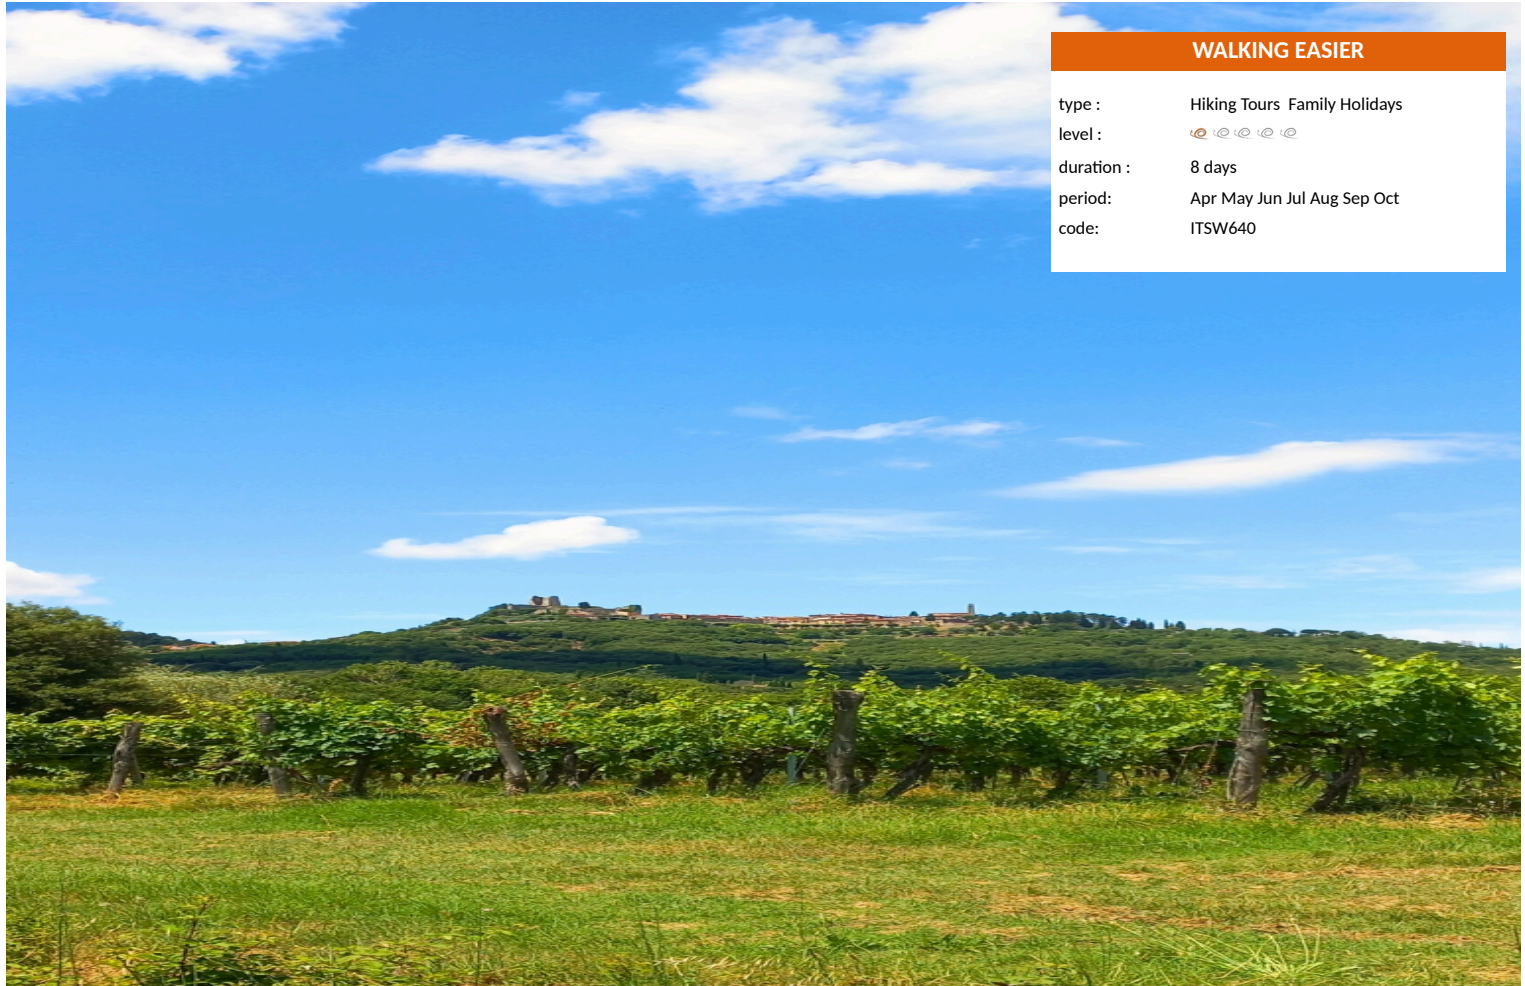 WALKING EASIER
type : Hiking Tours  Family Holidays
level :
duration : 8 days
period: Apr May Jun Jul Aug Sep Oct
code: ITSW640